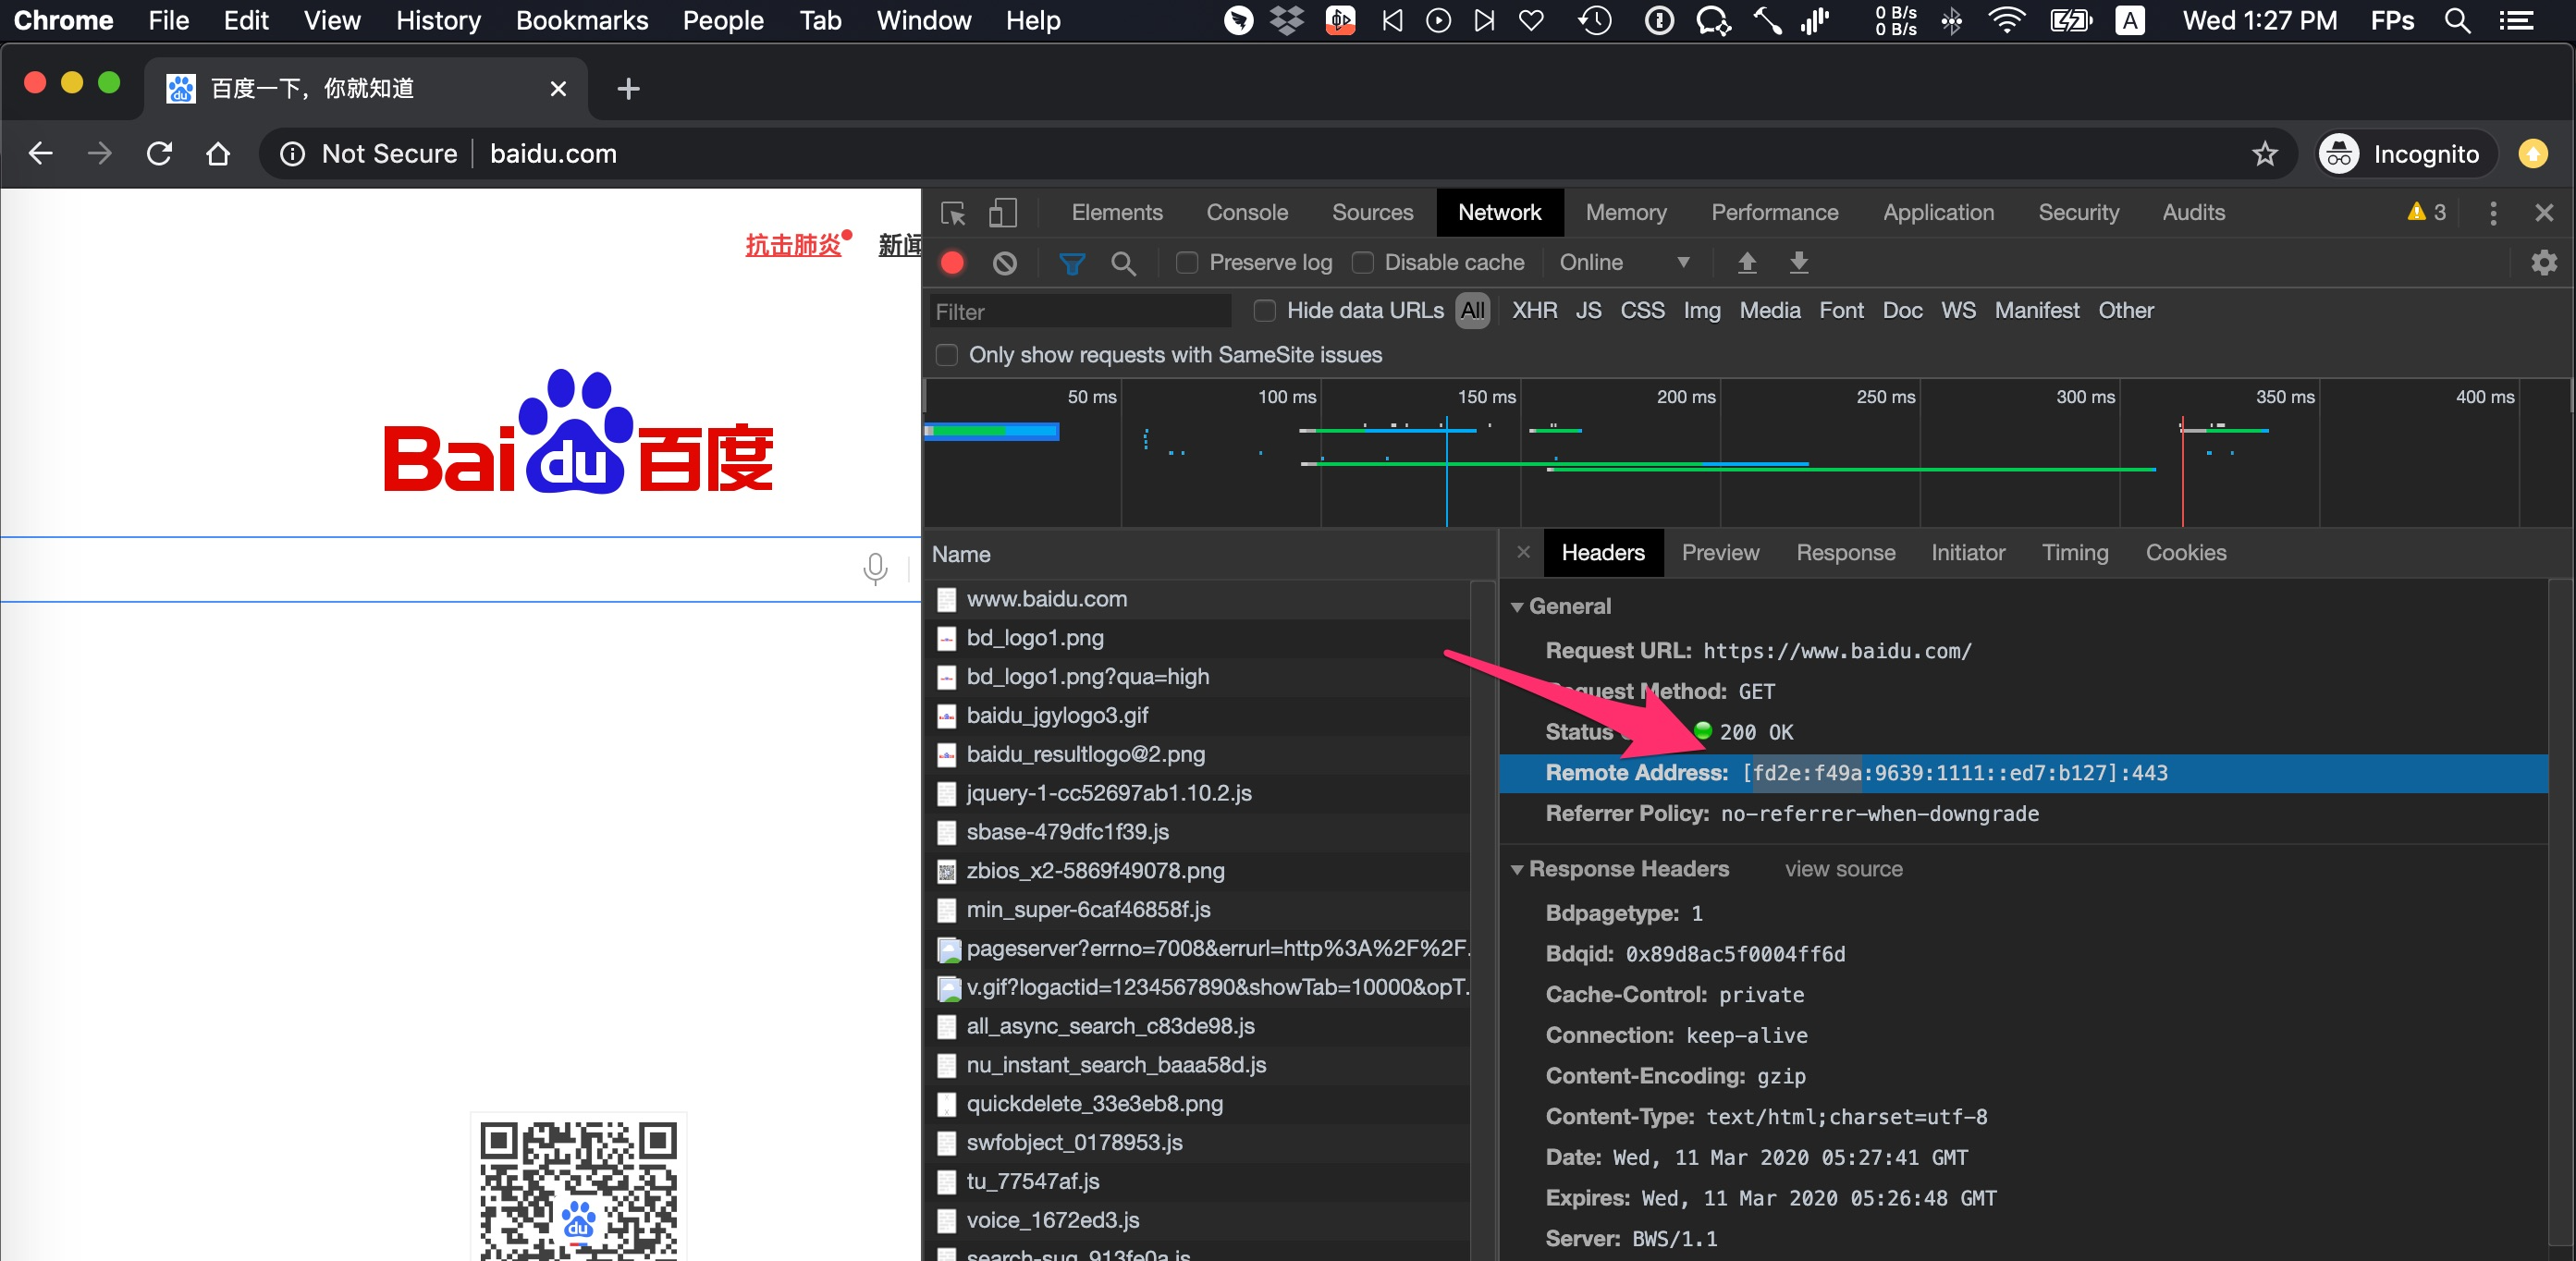 Chrome File Edit View History Bookmarks People Tab Window Help 0 B/s 0 B/s A Wed 1:27 PM FPs
百度一下，你就知道
Not Secure baidu.com Incognito
抗击肺炎 新闻
Bai du 百度
du
Elements Console Sources Network Memory Performance Application Security Audits 3
Preserve log Disable cache Online
Filter Hide data URLs All XHR JS CSS Img Media Font Doc WS Manifest Other
Only show requests with SameSite issues
50 ms 100 ms 150 ms 200 ms 250 ms 300 ms 350 ms 400 ms
Name
www.baidu.com
bd_logo1.png
bd_logo1.png?qua=high
baidu_jgylogo3.gif
baidu_resultlogo@2.png
jquery-1-cc52697ab1.10.2.js
sbase-479dfc1f39.js
zbios_x2-5869f49078.png
min_super-6caf46858f.js
pageserver?errno=7008&errurl=http%3A%2F%2F.
v.gif?logactid=1234567890&showTab=10000&opT.
all_async_search_c83de98.js
nu_instant_search_baaa58d.js
quickdelete_33e3eb8.png
swfobject_0178953.js
tu_77547af.js
voice_1672ed3.js
search-sug_913fe0a.js
Headers Preview Response Initiator Timing Cookies
General
Request URL: https://www.baidu.com/
Request Method: GET
Status 200 OK
Remote Address: [fd2e:f49a:9639:1111::ed7:b127]:443
Referrer Policy: no-referrer-when-downgrade
Response Headers view source
Bdpagetype: 1
Bdqid: 0x89d8ac5f0004ff6d
Cache-Control: private
Connection: keep-alive
Content-Encoding: gzip
Content-Type: text/html;charset=utf-8
Date: Wed, 11 Mar 2020 05:27:41 GMT
Expires: Wed, 11 Mar 2020 05:26:48 GMT
Server: BWS/1.1